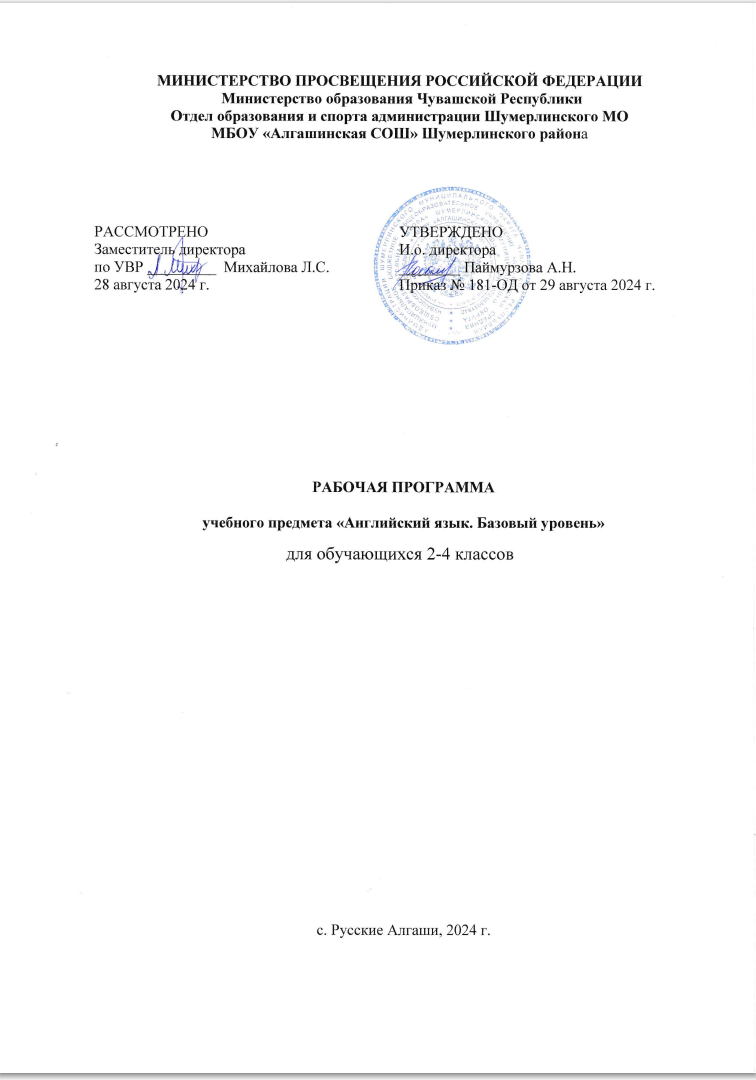 МИНИСТЕРСТВО ПРОСВЕЩЕНИЯ РОССИЙСКОЙ ФЕДЕРАЦИИ
Министерство образования Чувашской Республики
Отдел образования и спорта администрации Шумерлинского МО
МБОУ «Алгашинская СОШ» Шумерлинского района
РАССМОТРЕНО
Заместитель директора
по УВР _________ Михайлова Л.С.
28 августа 2024 г.
УТВЕРЖДЕНО
И.о. директора
________ Паймурзова А.Н.
Приказ № 181-ОД от 29 августа 2024 г.
РАБОЧАЯ ПРОГРАММА
учебного предмета «Английский язык. Базовый уровень»
для обучающихся 2-4 классов
с. Русские Алгаши, 2024 г.